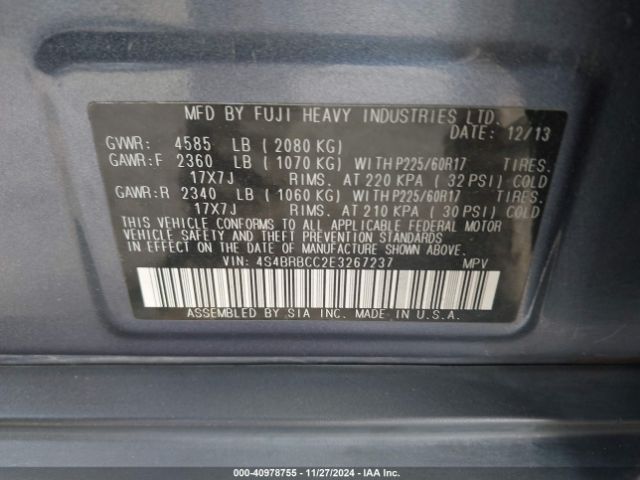 MFD BY FUJI HEAVY INDUSTRIES LTD.
DATE: 12/13
GVWR: 4585 LB (2080 KG)
GAWR:F 2360 LB (1070 KG) WITH P225/60R17 TIRES.
17X7J RIMS. AT 220 KPA (32 PSI) COLD
GAWR:R 2340 LB (1060 KG) WITH P225/60R17 TIRES.
17X7J RIMS. AT 210 KPA (30 PSI) COLD
THIS VEHICLE CONFORMS TO ALL APPLICABLE FEDERAL MOTOR
VEHICLE SAFETY STANDARDS
IN EFFECT ON THE DATE OF MANUFACTURE SHOWN ABOVE.
VIN: 4S4BRBCC2E3267237 MPV
ASSEMBLED BY SIA INC. MADE IN U.S.A.
000-40978755 - 11/27/2024 - IAA Inc.